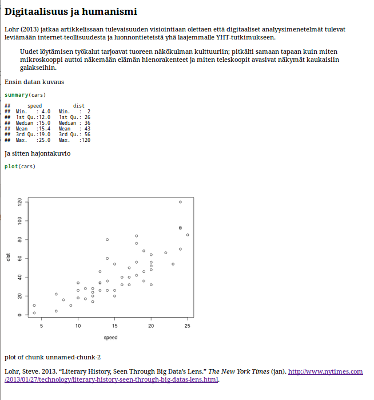 Digitaalisuus ja humanismi
Lohr (2013) jatkaa artikkelissaan tulevaisuuden visiointiaan olettaen että digitaaliset analyysimenetelmät tulevat
leviämään internet teollisuudesta ja luonnontieteistä yhä laajemmalle YHT-tutkimukseen.
Uudet löytämisen työkalut tarjoavat tuoreen näkökulman kulttuuriin; pitkälti samaan tapaan kuin miten
mikroskooppi auttoi näkemään elämän hienorakenteet ja miten teleskoopit avasivat näkymät kaukaisiin
galakseihin.
Ensin datan kuvaus
summary(cars)
## speed dist
## Min. : 4.0 Min. : 2
## 1st Qu.:12.0 1st Qu.: 26
## Median :15.0 Median : 36
## Mean :15.4 Mean : 43
## 3rd Qu.:19.0 3rd Qu.: 56
## Max. :25.0 Max. :120
Ja sitten hajontakuvio
plot(cars)
120
100
80
60
40
20
0
dist
5 10 15 20 25
speed
plot of chunk unnamed-chunk-2
Lohr, Steve. 2013. “Literary History, Seen Through Big Data’s Lens.” The New York Times (jan). http://www.nytimes.com
/2013/01/27/technology/literary-history-seen-through-big-datas-lens.html.